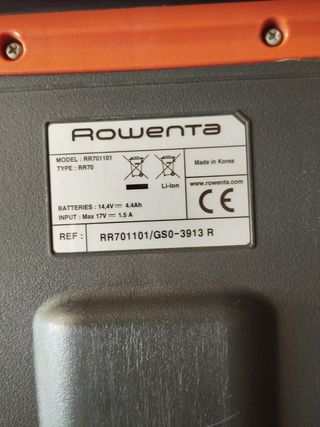 ROWENTA
MODEL : RR701101
TYPE : RR70
Li-Ion
Made in Korea
www.rowenta.com
CE
BATTERIES : 14,4V⎓ 4.4Ah
INPUT : Max 17V⎓ 1.5 A
REF : RR701101/GS0-3913 R